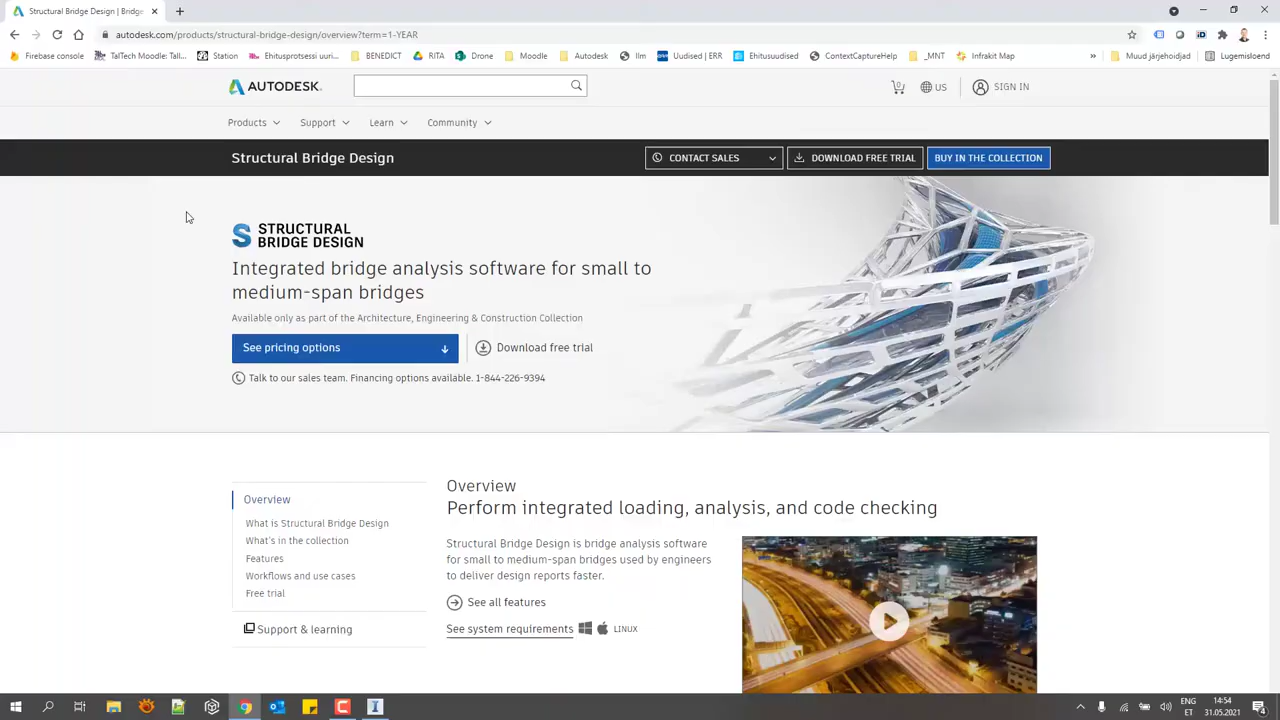 Structural Bridge Design | Bridge
autodesk.com/products/structural-bridge-design/overview?term=1-YEAR
Firebase console
TalTech Moodle: Tall...
Station
Ehitusprotsessi uuri...
BENEDICT
RITA
Drone
Moodle
Autodesk
Ilm
Uudised | ERR
Ehitusuudised
ContextCaptureHelp
_MNT
Infrakit Map
»
Muud järjehoidjad
Lugemisloend
AUTODESK.
0
US
SIGN IN
Products
Support
Learn
Community
Structural Bridge Design
CONTACT SALES
DOWNLOAD FREE TRIAL
BUY IN THE COLLECTION
S STRUCTURAL
BRIDGE DESIGN
Integrated bridge analysis software for small to
medium-span bridges
Available only as part of the Architecture, Engineering & Construction Collection
See pricing options
Download free trial
Talk to our sales team. Financing options available. 1-844-226-9394
Overview
What is Structural Bridge Design
What's in the collection
Features
Workflows and use cases
Free trial
Support & learning
Overview
Perform integrated loading, analysis, and code checking
Structural Bridge Design is bridge analysis software
for small to medium-span bridges used by engineers
to deliver design reports faster.
See all features
See system requirements
LINUX
ENG
ET
14:54
31.05.2021
4